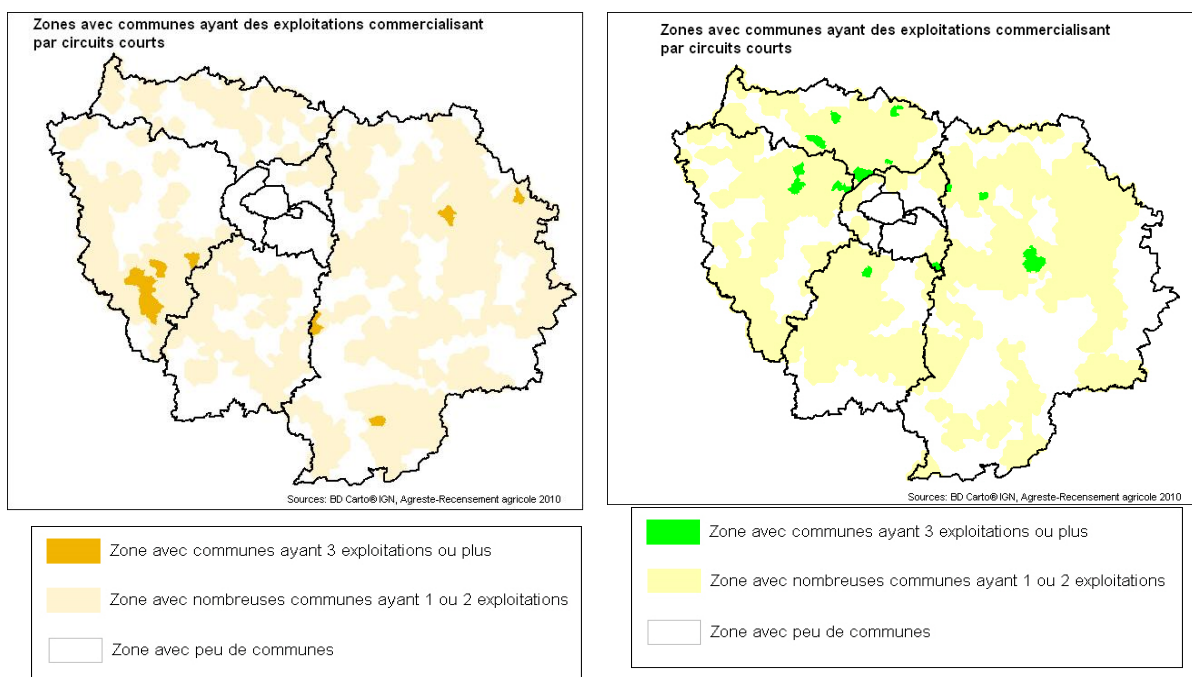 Zones avec communes ayant des exploitations commercialisant
par circuits courts
Sources: BD Carto®IGN, Agreste-Recensement agricole 2010
Zone avec communes ayant 3 exploitations ou plus
Zone avec nombreuses communes ayant 1 ou 2 exploitations
Zone avec peu de communes
Zones avec communes ayant des exploitations commercialisant
par circuits courts
Sources: BD Carto®IGN, Agreste-Recensement agricole 2010
Zone avec communes ayant 3 exploitations ou plus
Zone avec nombreuses communes ayant 1 ou 2 exploitations
Zone avec peu de communes